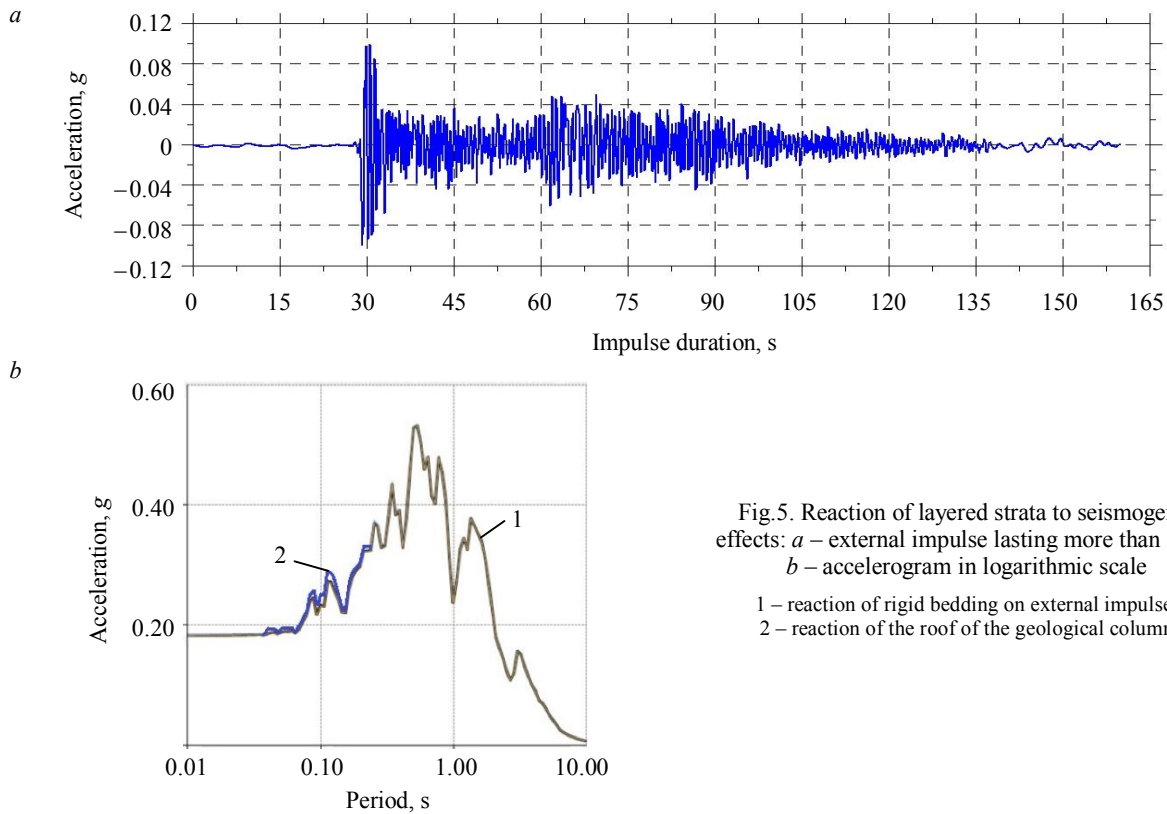 a
0.12
0.08
0.04
0
−0.04
−0.08
−0.12
Acceleration, g
0 15 30 45 60 75 90 105 120 135 150 165
Impulse duration, s
b
0.60
0.40
0.20
Acceleration, g
1
2
0.01 0.10 1.00 10.00
Period, s
Fig.5. Reaction of layered strata to
effects: a – external impulse lasting more than
b – accelerogram in logarithmic scale
1 – reaction of rigid bedding on external impulse
2 – reaction of the roof of the geological column